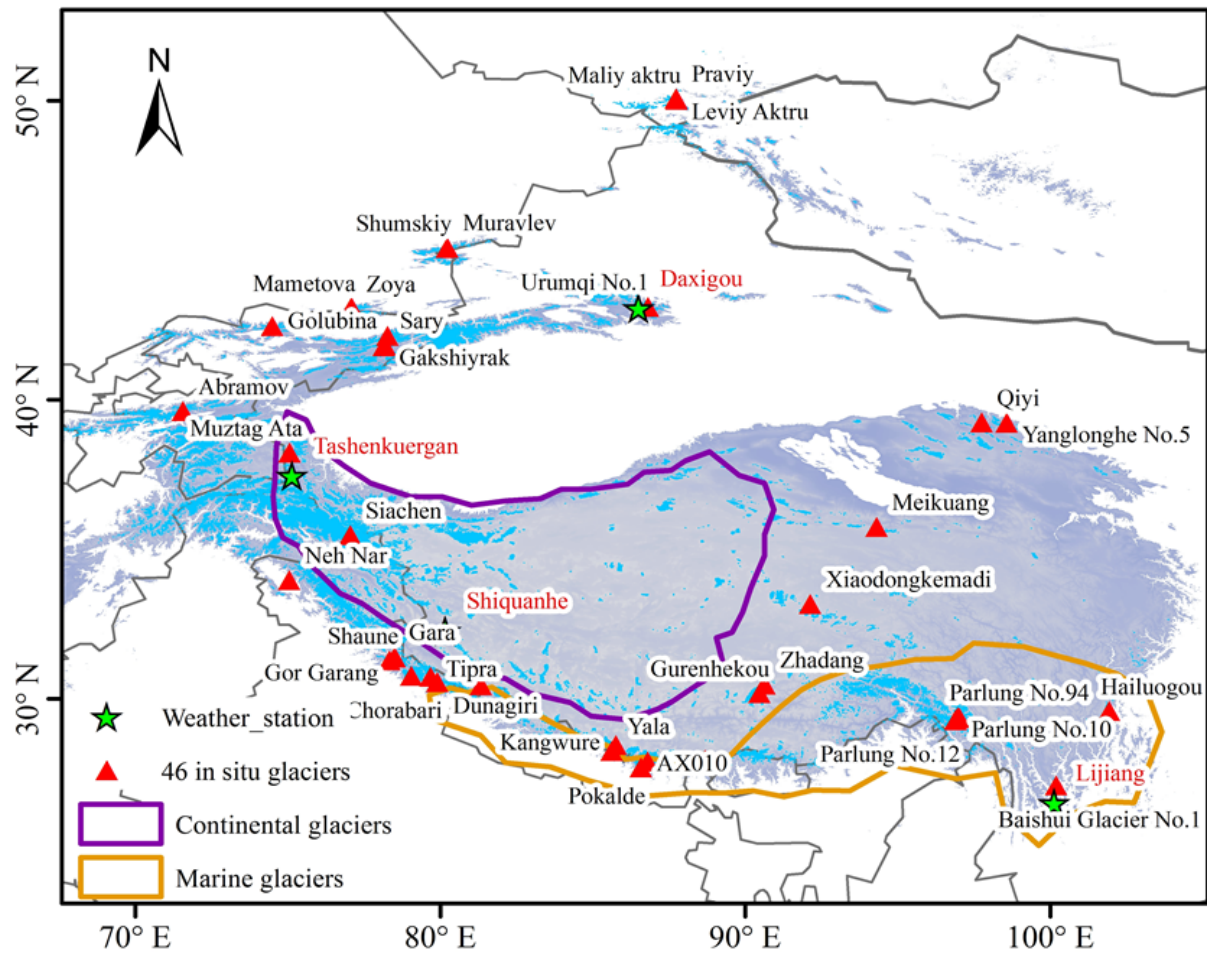 N
50° N
40° N
30° N
Maliy aktru Praviy
Leviy Aktru
Shumskiy Muravlev
Mametova Zoya
Urumqi No.1 Daxigou
Golubina Sary
Gakshiyrak
Abramov
Muztag Ata
Tashenkuergan
Qiyi
Yanglonghe No.5
Siachen
Meikuang
Neh Nar
Xiaodongkemadi
Shiquanhe
Shaune Gara
Gor Garang
Tipra
Gurenhekou Zhadang
Chorabari Dunagiri
Parlung No.94 Hailuogou
Parlung No.10
Kangwure Yala
AX010
Parlung No.12
Pokalde
Lijiang
Baishui Glacier No.1
Weather_station
46 in situ glaciers
Continental glaciers
Marine glaciers
70° E 80° E 90° E 100° E